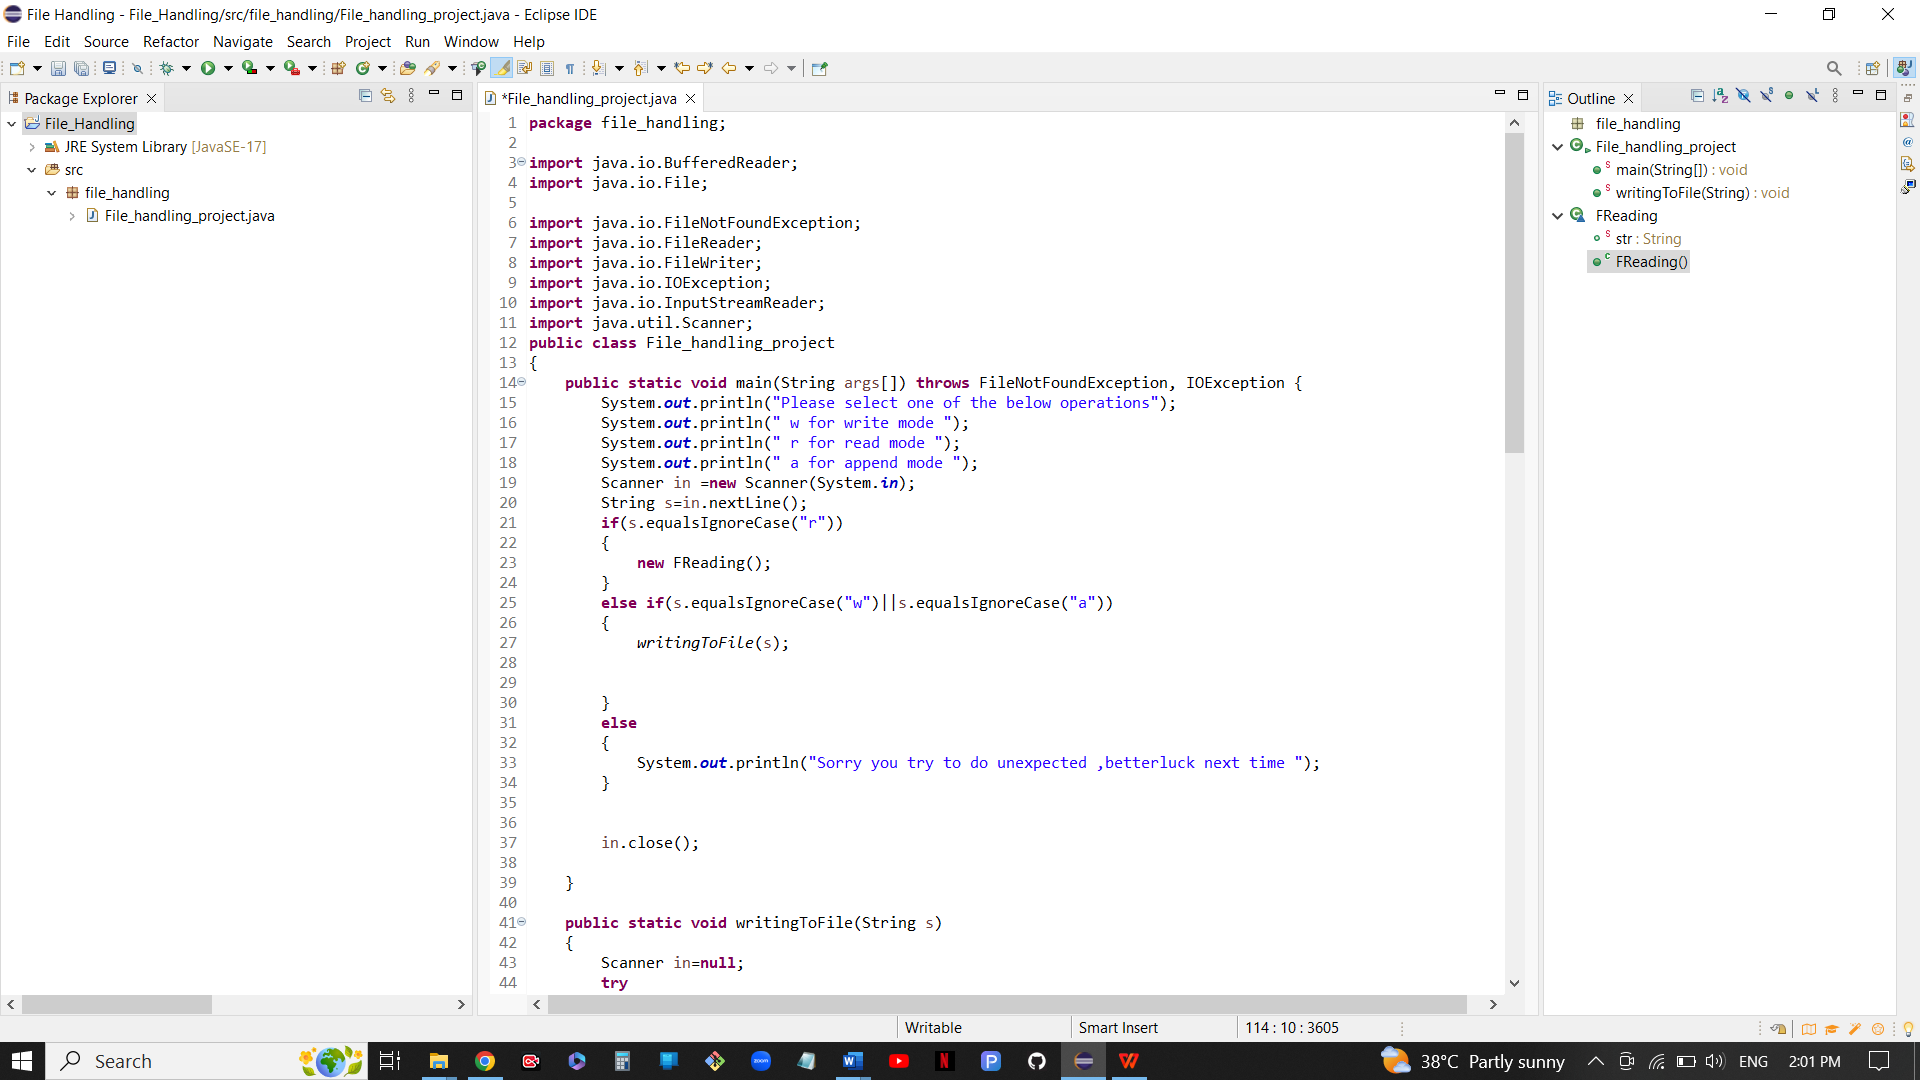 File Handling - File_Handling/src/file_handling/File_handling_project.java - Eclipse IDE
File Edit Source Refactor Navigate Search Project Run Window Help
Package Explorer
File_Handling
JRE System Library [JavaSE-17]
src
file_handling
File_handling_project.java
*File_handling_project.java
1 package file_handling;
2
3 import java.io.BufferedReader;
4 import java.io.File;
5
6 import java.io.FileNotFoundException;
7 import java.io.FileReader;
8 import java.io.FileWriter;
9 import java.io.IOException;
10 import java.io.InputStreamReader;
11 import java.util.Scanner;
12 public class File_handling_project
13 {
14 public static void main(String args[]) throws FileNotFoundException, IOException {
15 System.out.println("Please select one of the below operations");
16 System.out.println(" w for write mode ");
17 System.out.println(" r for read mode ");
18 System.out.println(" a for append mode ");
19 Scanner in =new Scanner(System.in);
20 String s=in.nextLine();
21 if(s.equalsIgnoreCase("r"))
22 {
23 new FReading();
24 }
25 else if(s.equalsIgnoreCase("w")||s.equalsIgnoreCase("a"))
26 {
27 writingToFile(s);
28
29
30 }
31 else
32 {
33 System.out.println("Sorry you try to do unexpected ,betterluck next time ");
34 }
35
36
37 in.close();
38
39 }
40
41 public static void writingToFile(String s)
42 {
43 Scanner in=null;
44 try
Outline
file_handling
File_handling_project
main(String[]) : void
writingToFile(String) : void
FReading
str : String
FReading()
Writable Smart Insert 114 : 10 : 3605
Search 38°C Partly sunny ENG 2:01 PM